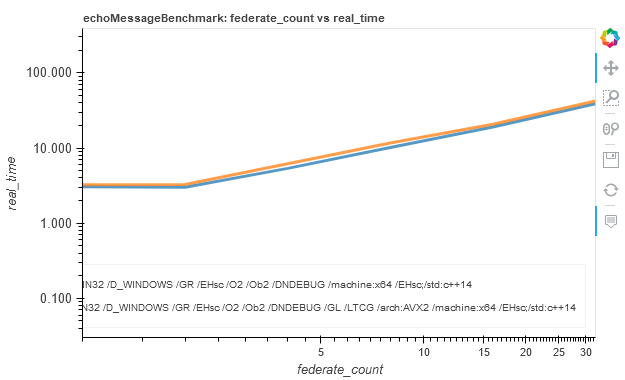 echoMessageBenchmark: federate_count vs real_time
100.000
10.000
1.000
0.100
real_time
IN32 /D_WINDOWS /GR /EHsc /O2 /Ob2 /DNDEBUG /machine:x64 /EHsc;/std:c++14
N32 /D_WINDOWS /GR /EHsc /O2 /Ob2 /DNDEBUG /GL /LTCG /arch:AVX2 /machine:x64 /EHsc;/std:c++14
5 10 15 20 25 30
federate_count